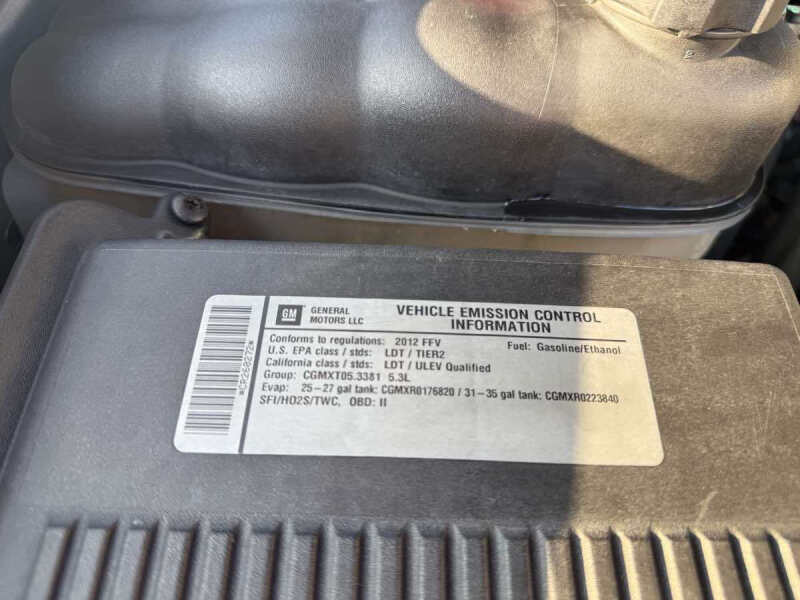 GM
GENERAL MOTORS LLC
VEHICLE EMISSION CONTROL INFORMATION
Conforms to regulations: 2012 FFV Fuel: Gasoline/Ethanol
U.S. EPA class / stds: LDT / TIER2
California class / stds: LDT / ULEV Qualified
Group: CGMXT05.3381 5.3L
Evap: 25-27 gal tank: CGMXR0176820 / 31-35 gal tank: CGMXR0223840
SFI/HO2S/TWC, OBD: II
*CR260272*